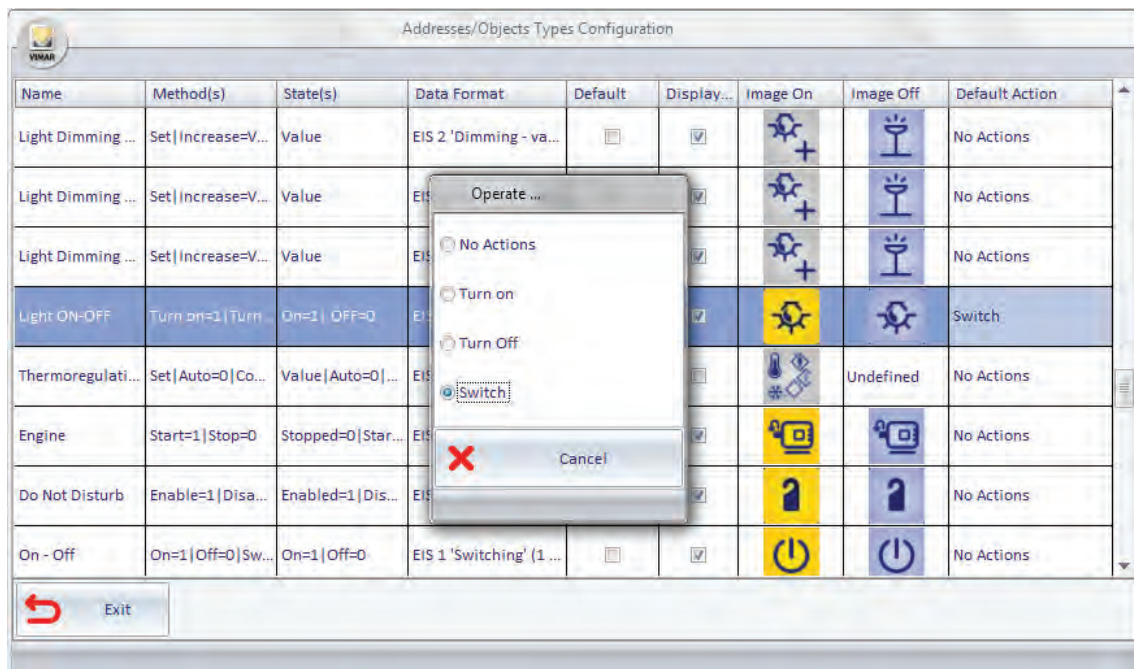 Addresses/Objects Types Configuration
VIMAR
Name Method(s) State(s) Data Format Default Display... Image On Image Off Default Action
Light Dimming ... Set|Increase=V... Value EIS 2 'Dimming - va... No Actions
Light Dimming ... Set|Increase=V... Value EIS No Actions
Light Dimming ... Set|Increase=V... Value EIS No Actions
Light ON-OFF Turn on=1|Turn... On=1| OFF=0 EIS Switch
Thermoregulati... Set|Auto=0|Co... Value|Auto=0|... EIS Undefined No Actions
Engine Start=1|Stop=0 Stopped=0|Star... EIS No Actions
Do Not Disturb Enable=1|Disa... Enabled=1|Dis... EIS No Actions
On - Off On=1|Off=0|Sw... On=1|Off=0 EIS 1 'Switching' (1 ... No Actions
Operate ...
No Actions
Turn on
Turn Off
Switch
Cancel
Exit